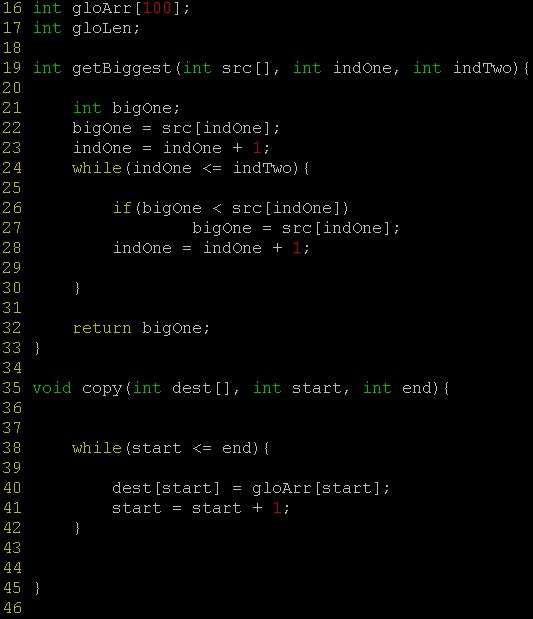 16 int gloArr[100];
17 int gloLen;
18
19 int getBiggest(int src[], int indOne, int indTwo){
20
21     int bigOne;
22     bigOne = src[indOne];
23     indOne = indOne + 1;
24     while(indOne <= indTwo){
25
26         if(bigOne < src[indOne])
27                 bigOne = src[indOne];
28         indOne = indOne + 1;
29
30     }
31
32     return bigOne;
33 }
34
35 void copy(int dest[], int start, int end){
36
37
38     while(start <= end){
39
40         dest[start] = gloArr[start];
41         start = start + 1;
42     }
43
44
45 }
46